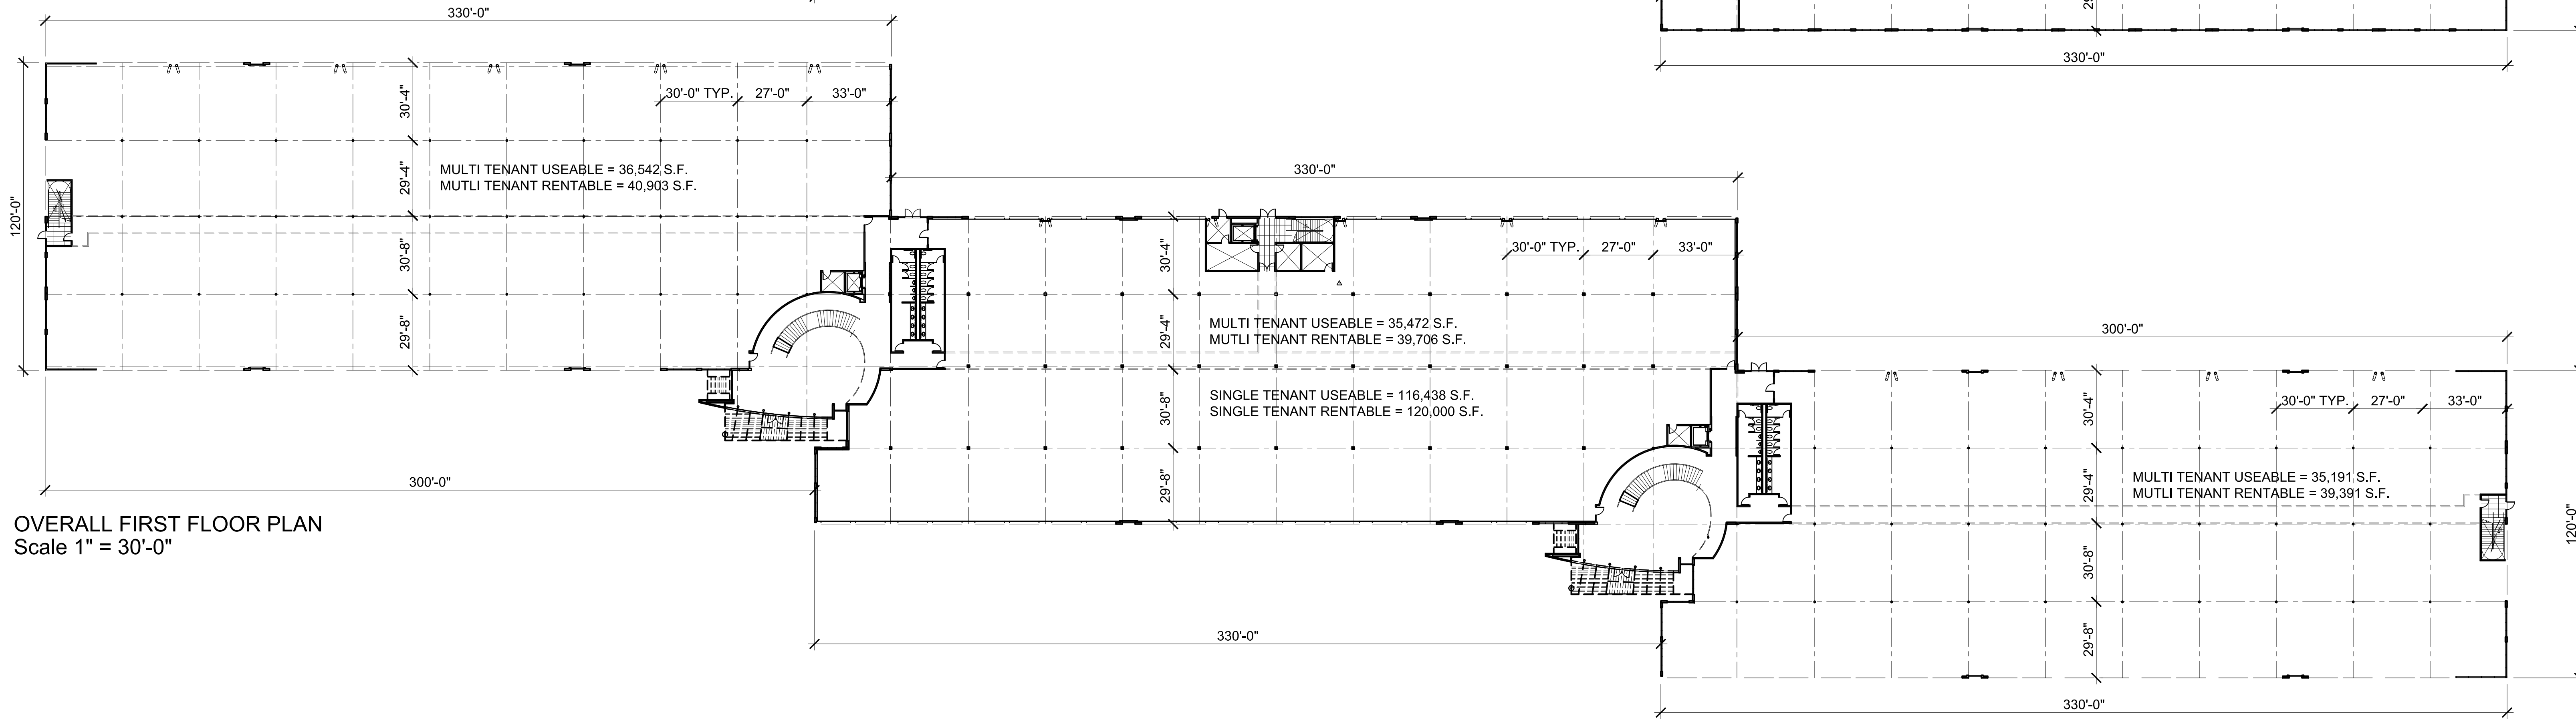 330'-0"
29
330'-0"
30'-4"
30'-0" TYP.
27'-0"
33'-0"
MULTI TENANT USEABLE = 36,542 S.F.
MUTLI TENANT RENTABLE = 40,903 S.F.
29'-4"
120'-0"
30'-8"
29'-8"
300'-0"
330'-0"
30'-4"
30'-0" TYP.
27'-0"
33'-0"
MULTI TENANT USEABLE = 35,472 S.F.
MUTLI TENANT RENTABLE = 39,706 S.F.
29'-4"
SINGLE TENANT USEABLE = 116,438 S.F.
SINGLE TENANT RENTABLE = 120,000 S.F.
30'-8"
29'-8"
330'-0"
300'-0"
30'-4"
30'-0" TYP.
27'-0"
33'-0"
MULTI TENANT USEABLE = 35,191 S.F.
MUTLI TENANT RENTABLE = 39,391 S.F.
29'-4"
120'-0"
30'-8"
29'-8"
330'-0"
OVERALL FIRST FLOOR PLAN
Scale 1" = 30'-0"